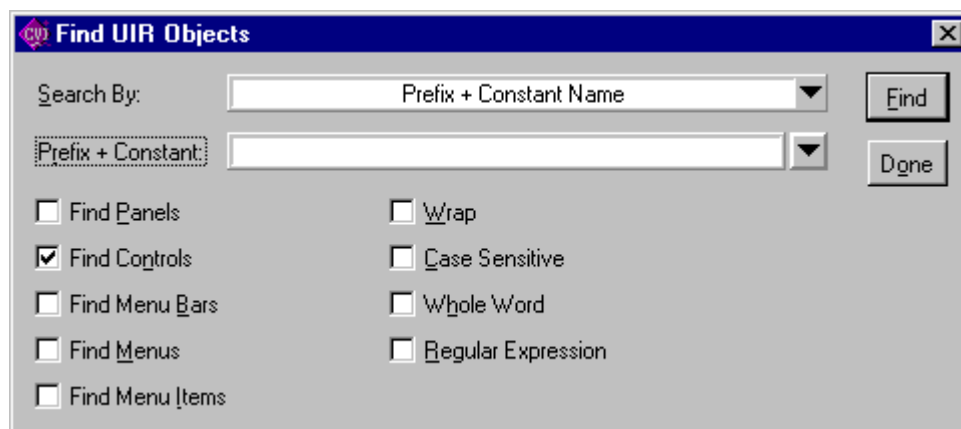 CVI Find UIR Objects
Search By: Prefix + Constant Name Find
Prefix + Constant: Done
Find Panels Wrap
Find Controls Case Sensitive
Find Menu Bars Whole Word
Find Menus Regular Expression
Find Menu Items